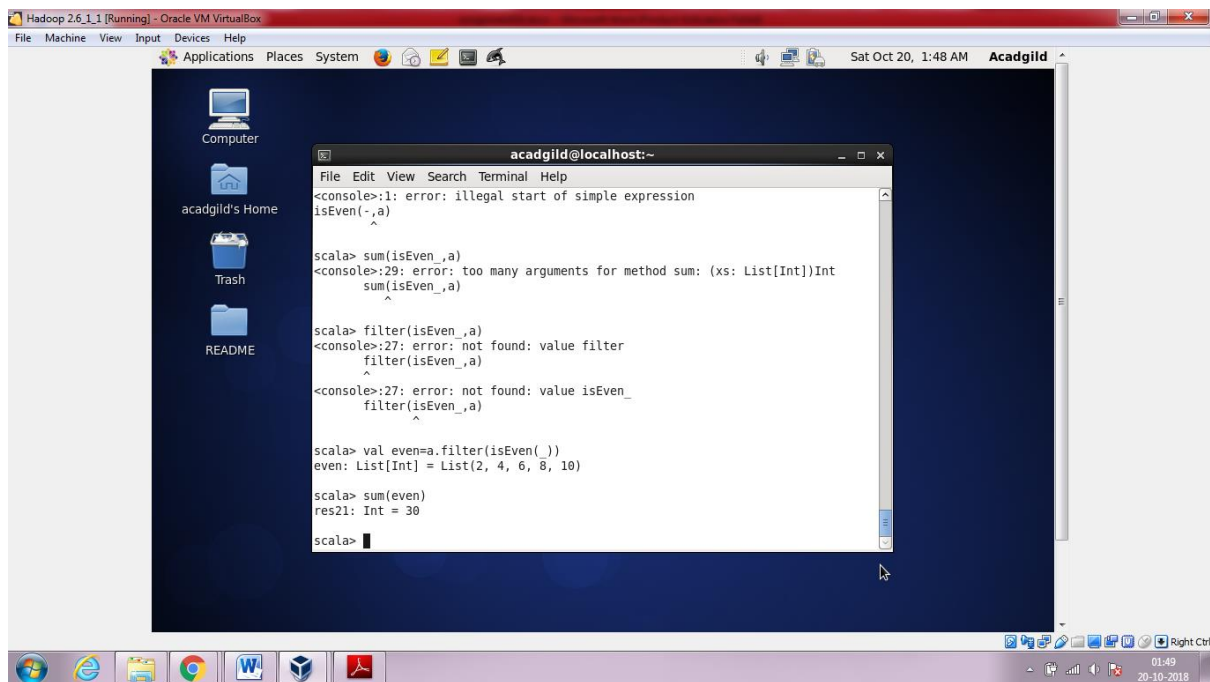 Hadoop 2.6_1_1 [Running] - Oracle VM VirtualBox
File Machine View Input Devices Help
Applications Places System
Sat Oct 20, 1:48 AM Acadgild
Computer
acadgild's Home
Trash
README
acadgild@localhost:~
File Edit View Search Terminal Help
<console>:1: error: illegal start of simple expression
isEven(-,a)
^
scala> sum(isEven_,a)
<console>:29: error: too many arguments for method sum: (xs: List[Int])Int
sum(isEven_,a)
^
scala> filter(isEven_,a)
<console>:27: error: not found: value filter
filter(isEven_,a)
^
<console>:27: error: not found: value isEven_
filter(isEven_,a)
^
scala> val even=a.filter(isEven(_))
even: List[Int] = List(2, 4, 6, 8, 10)
scala> sum(even)
res21: Int = 30
scala>
Right Ctrl
01:49
20-10-2018